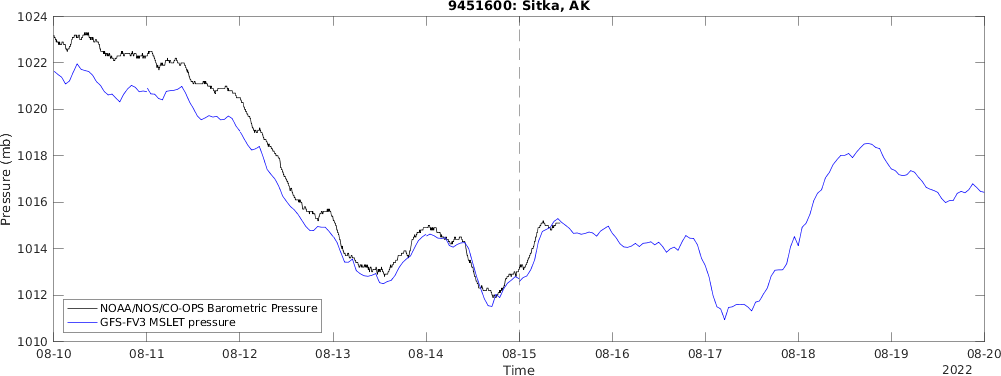 9451600: Sitka, AK
1024
1022
1020
1018
1016
1014
1012
1010
Pressure (mb)
NOAA/NOS/CO-OPS Barometric Pressure
GFS-FV3 MSLET pressure
08-10 08-11 08-12 08-13 08-14 08-15 08-16 08-17 08-18 08-19 08-20
Time
2022